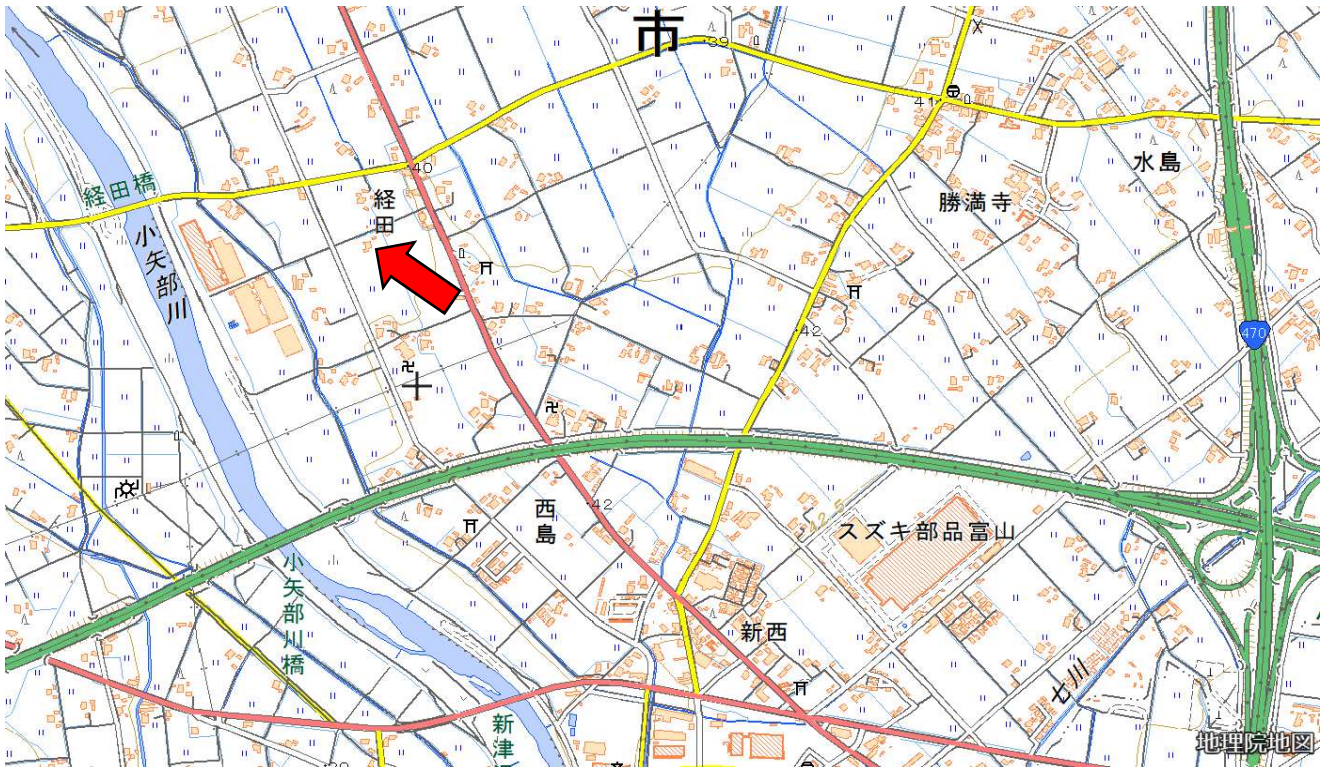 市
39
41
水島
経田橋
40
経田
勝満寺
小矢部川
42
470
西島
42
42.5
スズキ部品富山
小矢部川橋
新西
七川
新津
地理院地図